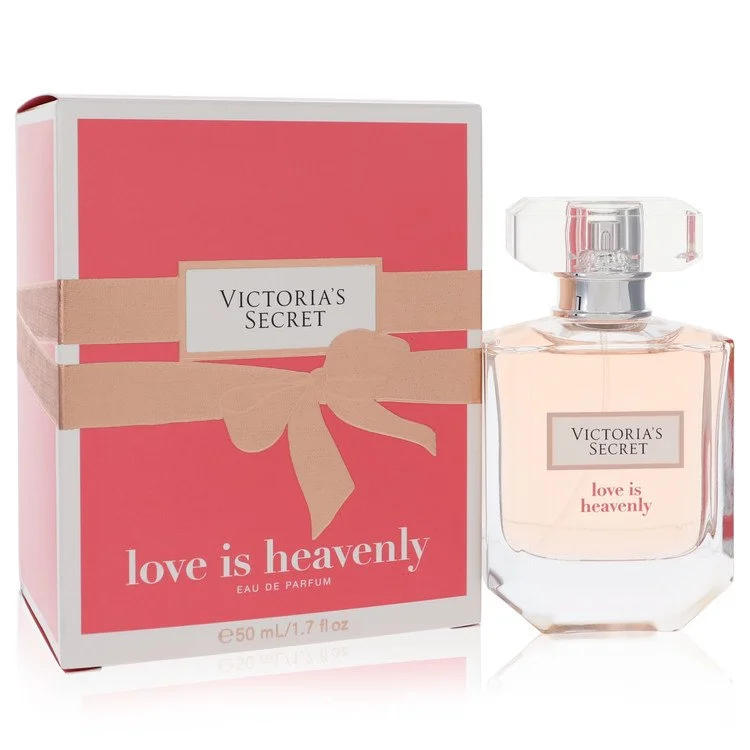 VICTORIA'S
SECRET
love is heavenly
EAU DE PARFUM
℮50 mL/1.7 fl oz
VICTORIA'S
SECRET
love is
heavenly